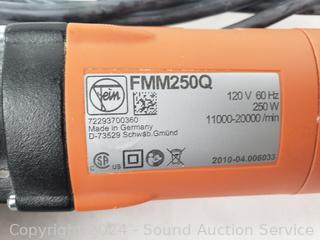 Fein
FMM250Q
120 V 60 Hz
250 W
11000-20000 /min
72293700360
Made in Germany
D-73529 Schwäb.Gmünd
2010-04.006033
Copyright 2024 - Sound Auction Service